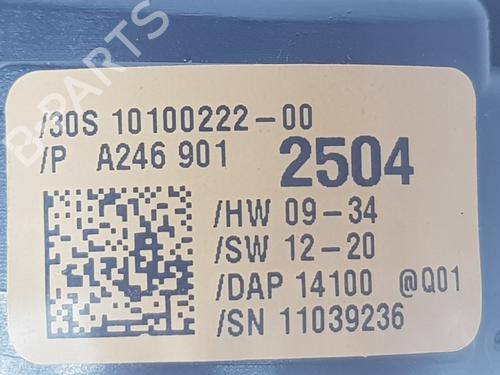 B-PARTS
/30S 10100222-00
/P A246 901 2504
/HW 09-34
/SW 12-20
/DAP 14100 @Q01
/SN 11039236